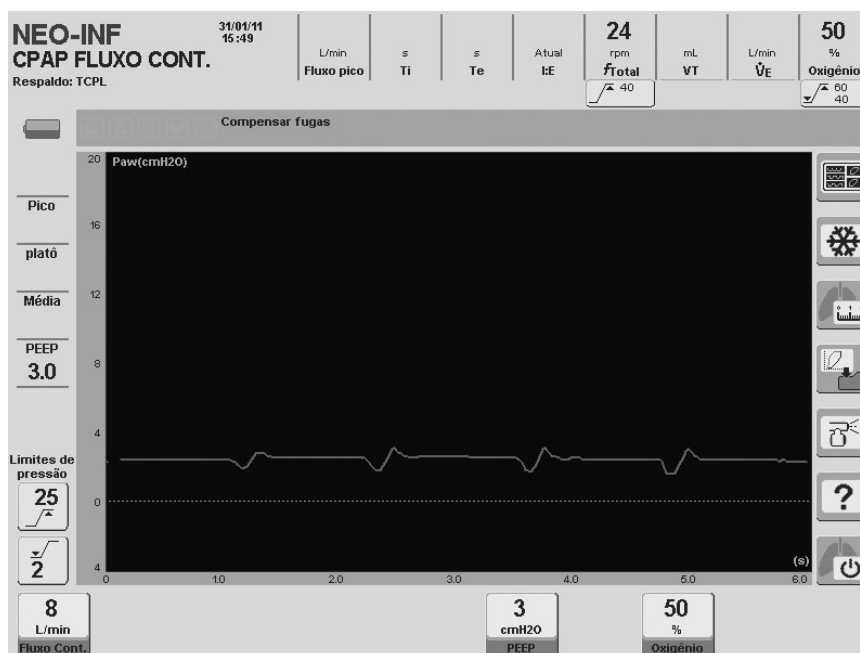 NEO-INF
31/01/11
15:49
CPAP FLUXO CONT.
Respaldo: TCPL
L/min
Fluxo pico
s
Ti
s
Te
Atual
I:E
24
rpm
fTotal
40
mL
VT
L/min
V̇E
50
%
Oxigênio
60
40
Compensar fugas
Paw(cmH2O)
20
16
12
8
4
0
4
Pico
platô
Média
PEEP
3.0
Limites de
pressão
25
2
(s)
0
1.0
2.0
3.0
4.0
5.0
6.0
0 1
?
8
L/min
Fluxo Cont.
3
cmH2O
PEEP
50
%
Oxigênio